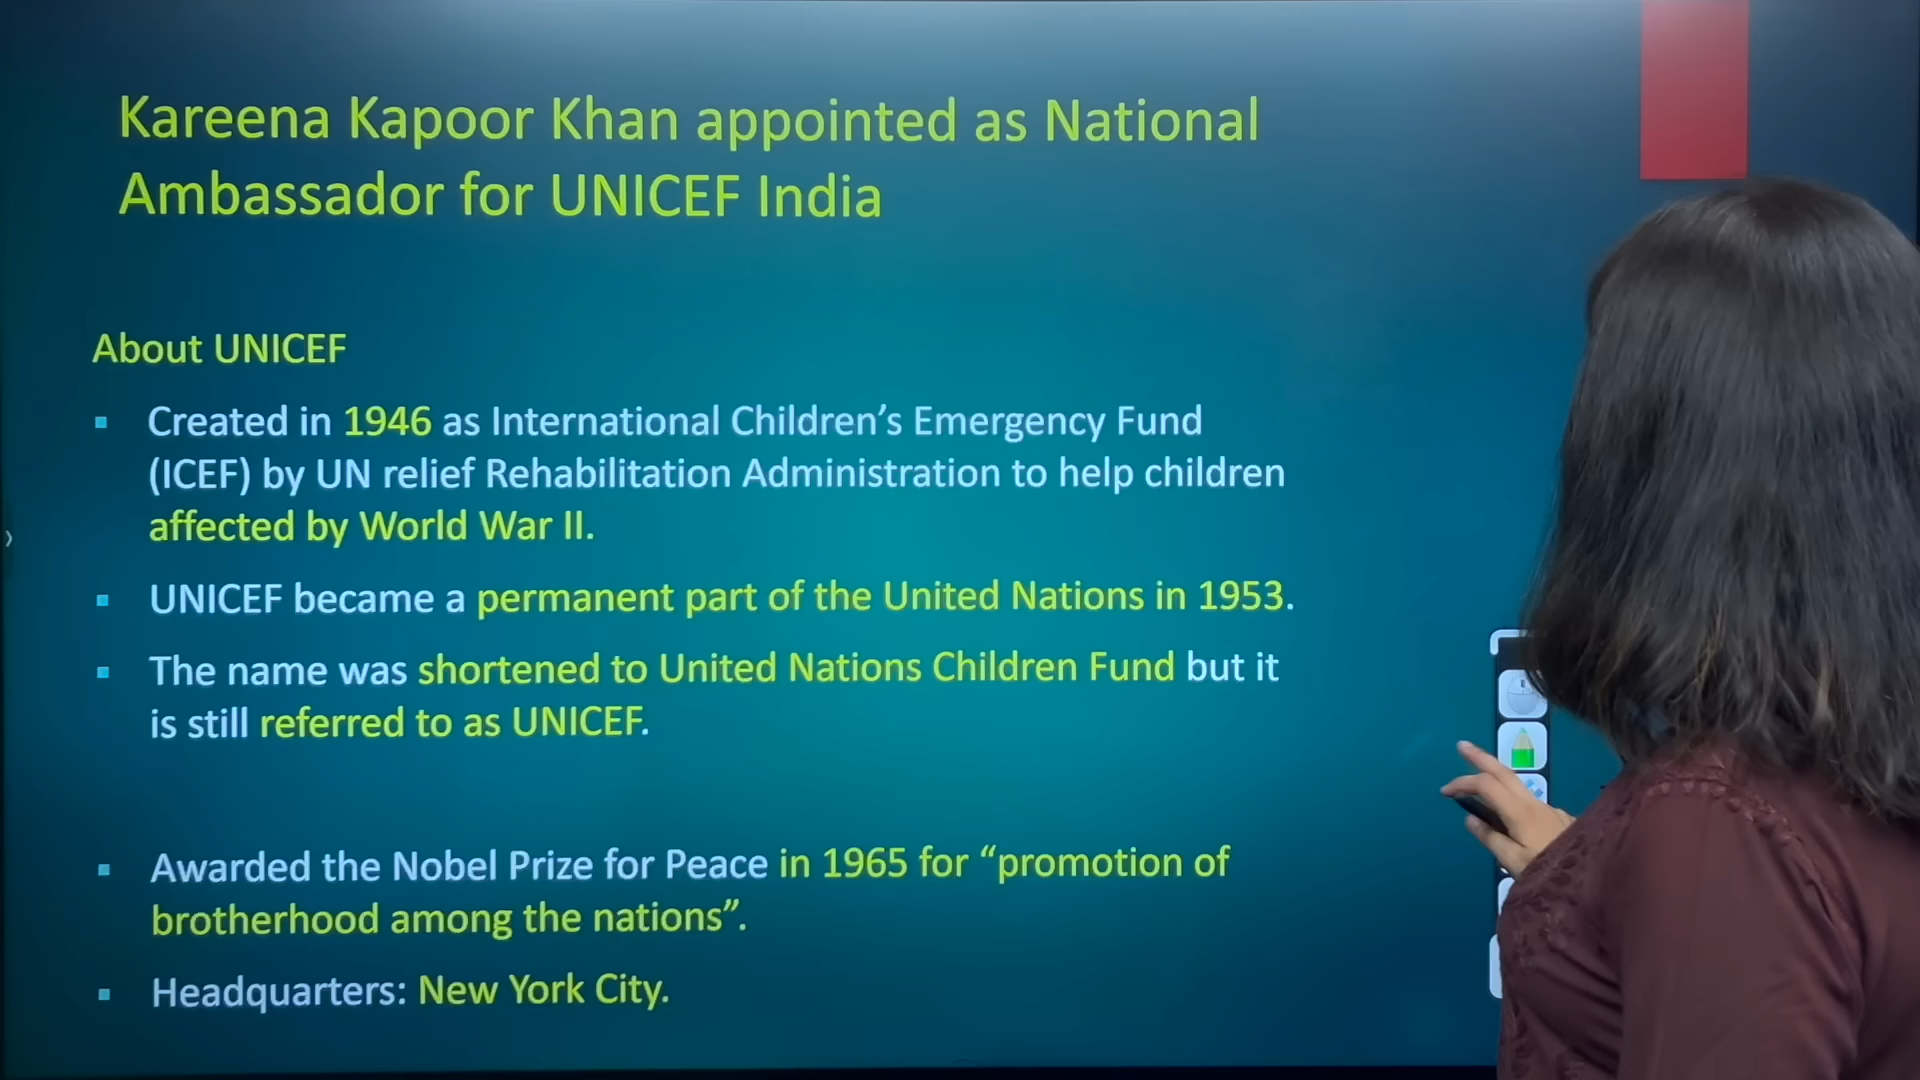 Kareena Kapoor Khan appointed as National
Ambassador for UNICEF India
About UNICEF
▪ Created in 1946 as International Children’s Emergency Fund
(ICEF) by UN relief Rehabilitation Administration to help children
affected by World War II.
▪ UNICEF became a permanent part of the United Nations in 1953.
▪ The name was shortened to United Nations Children Fund but it
is still referred to as UNICEF.
▪ Awarded the Nobel Prize for Peace in 1965 for “promotion of
brotherhood among the nations”.
▪ Headquarters: New York City.